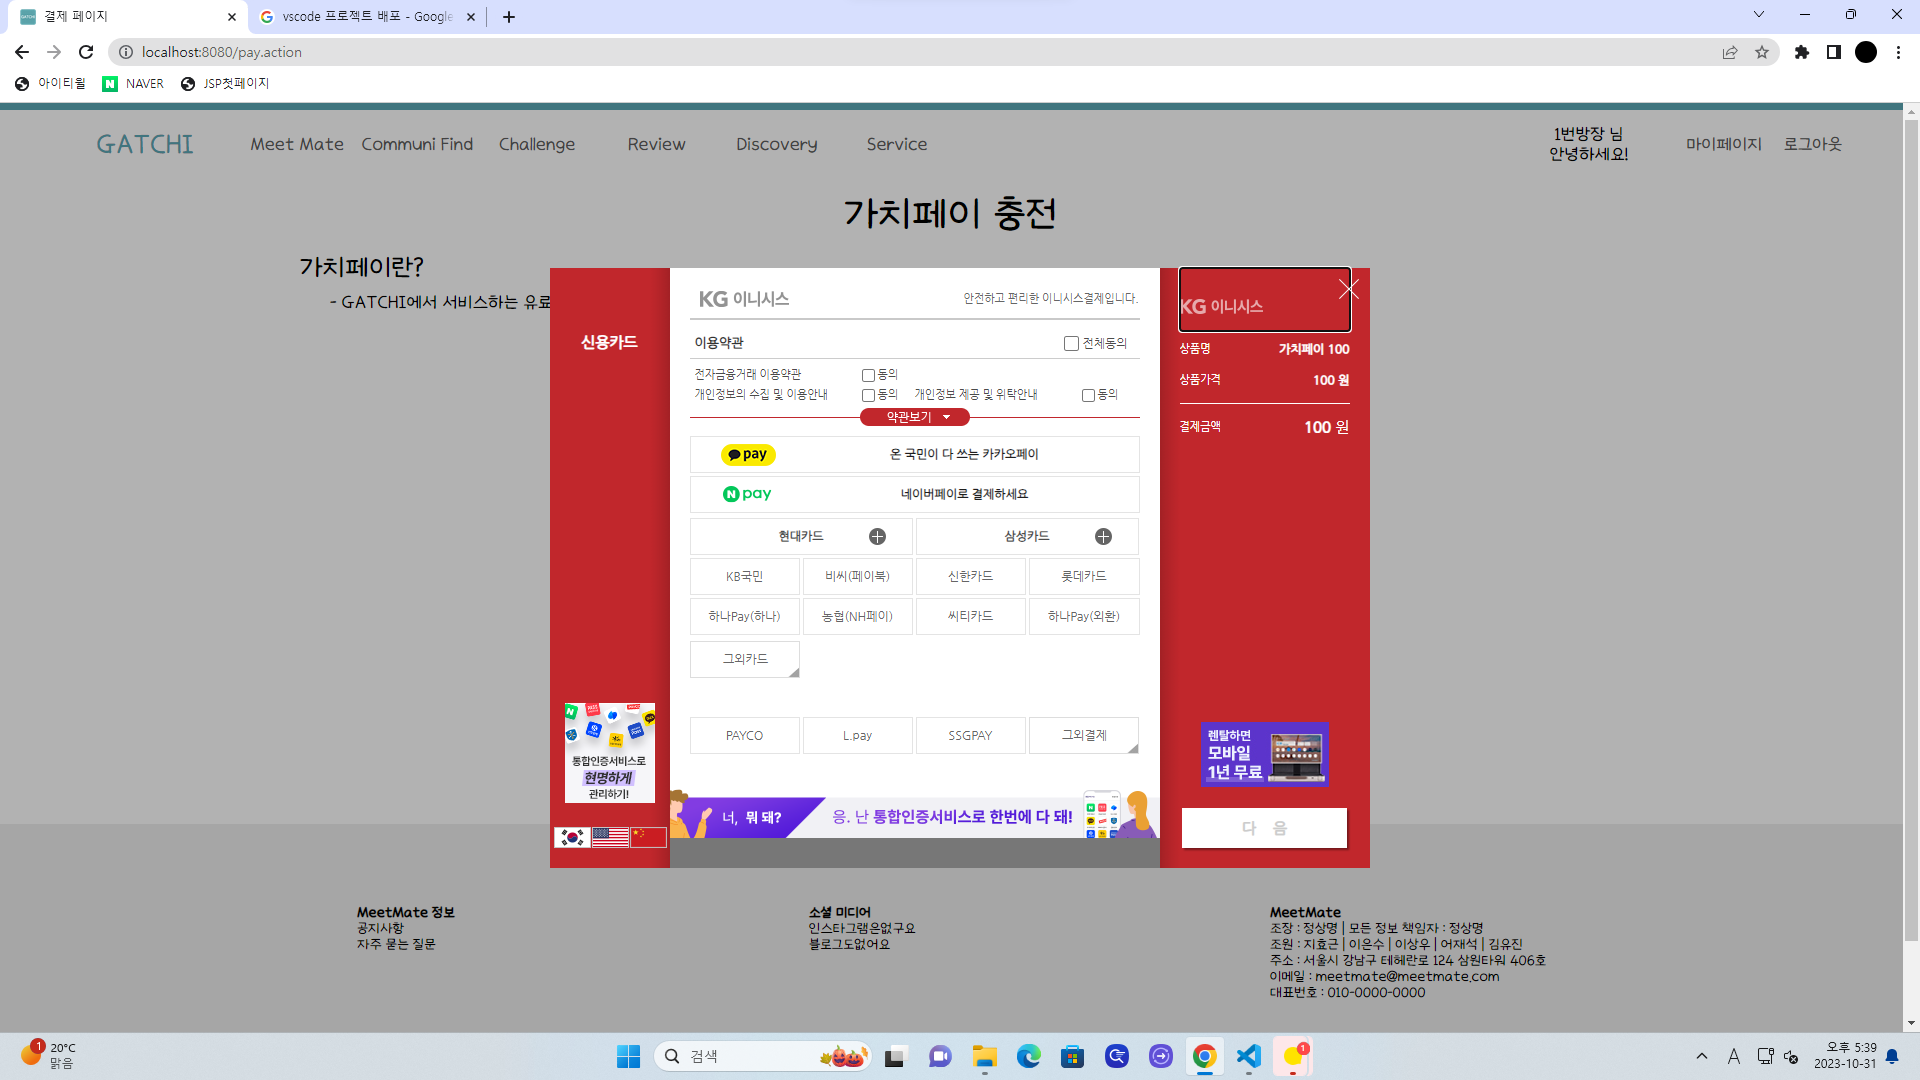 결제 페이지
vscode 프로젝트 배포 - Google
localhost:8080/pay.action
아이티윌
NAVER
JSP첫페이지
GATCHI
Meet Mate
Communi Find
Challenge
Review
Discovery
Service
1번방장 님
안녕하세요!
마이페이지
로그아웃
가치페이 충전
가치페이란?
- GATCHI에서 서비스하는 유료
신용카드
KG 이니시스
안전하고 편리한 이니시스결제입니다.
이용약관
전체동의
전자금융거래 이용약관
동의
개인정보의 수집 및 이용안내
동의
개인정보 제공 및 위탁안내
동의
약관보기
pay
온 국민이 다 쓰는 카카오페이
N pay
네이버페이로 결제하세요
현대카드
삼성카드
KB국민
비씨(페이북)
신한카드
롯데카드
하나Pay(하나)
농협(NH페이)
씨티카드
하나Pay(외환)
그외카드
PAYCO
L.pay
SSGPAY
그외결제
통합인증서비스로
현명하게
관리하기!
너, 뭐 돼?
응. 난 통합인증서비스로 한번에 다 돼!
KG 이니시스
상품명
가치페이 100
상품가격
100 원
결제금액
100 원
렌탈하면
모바일
1년 무료
다 음
MeetMate 정보
공지사항
자주 묻는 질문
소셜 미디어
인스타그램은없구요
블로그도없어요
MeetMate
조장 : 정상명 | 모든 정보 책임자 : 정상명
조원 : 지효근 | 이은수 | 이상우 | 어재석 | 김유진
주소 : 서울시 강남구 테헤란로 124 삼원타워 406호
이메일 : meetmate@meetmate.com
대표번호 : 010-0000-0000
1
20°C
맑음
검색
1
A
오후 5:39
2023-10-31